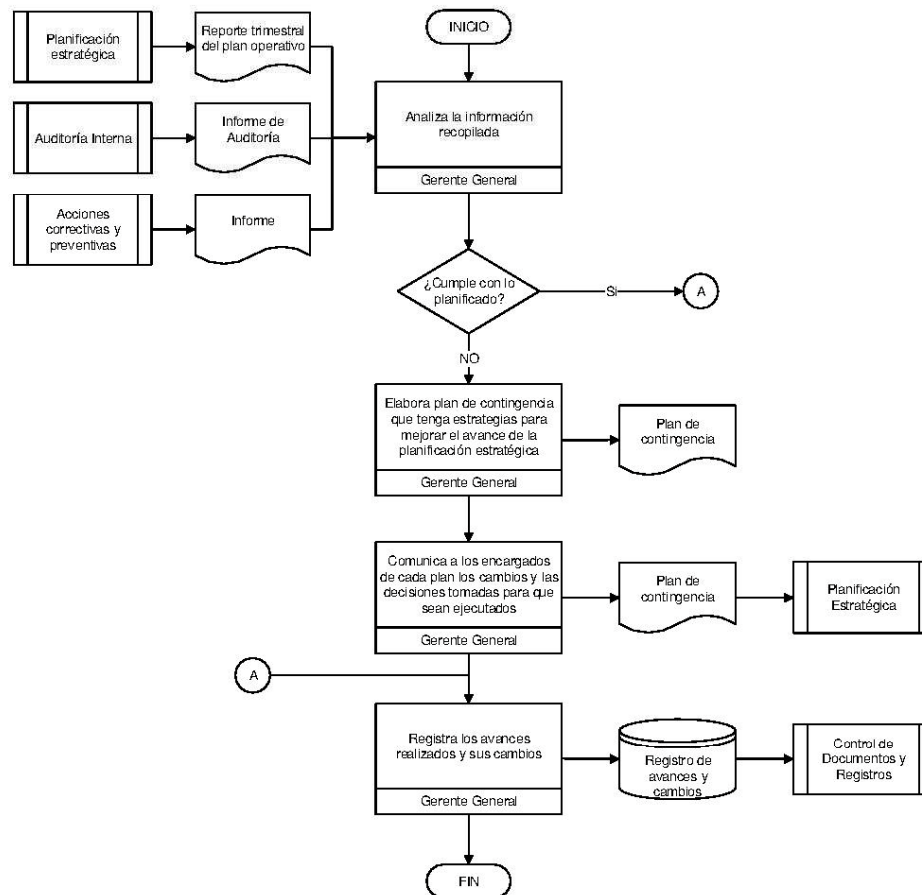 Planificación
estratégica
Reporte trimestral
del plan operativo
INICIO
Auditoría Interna
Informe de
Auditoría
Analiza la información
recopilada
Gerente General
Acciones
correctivas y
preventivas
Informe
¿Cumple con lo
planificado?
Si
A
NO
Elabora plan de contingencia
que tenga estrategias para
mejorar el avance de la
planificación estratégica
Gerente General
Plan de
contingencia
Comunica a los encargados
de cada plan los cambios y las
decisiones tomadas para que
sean ejecutados
Gerente General
Plan de
contingencia
Planificación
Estratégica
A
Registra los avances
realizados y sus cambios
Gerente General
Registro de
avances y
cambios
Control de
Documentos y
Registros
FIN